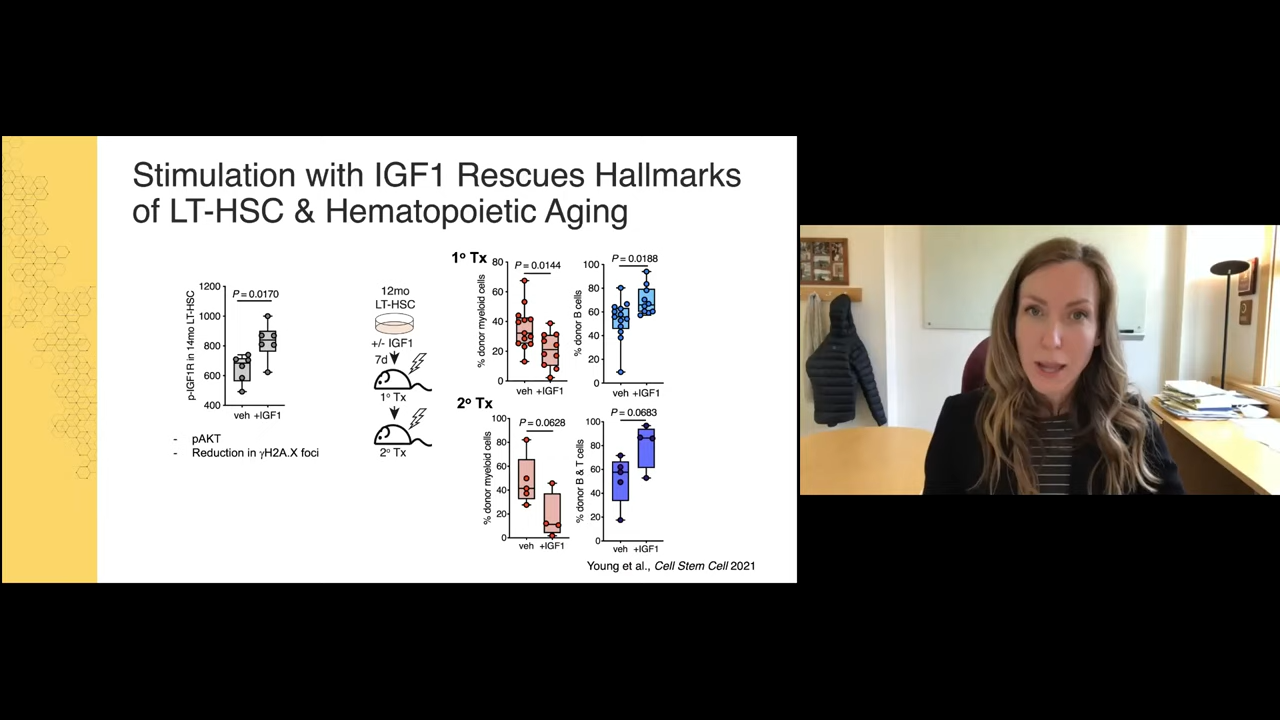 Stimulation with IGF1 Rescues Hallmarks
of LT-HSC & Hematopoietic Aging
p-IGF1R in 14mo LT-HSC
1200
1000
800
600
400
P = 0.0170
veh +IGF1
- pAKT
- Reduction in γH2A.X foci
12mo
LT-HSC
+/- IGF1
7d
1º Tx
2º Tx
1º Tx
% donor myeloid cells
80
60
40
20
0
P = 0.0144
veh +IGF1
% donor B cells
100
80
60
40
20
0
P = 0.0188
veh +IGF1
2º Tx
% donor myeloid cells
100
80
60
40
20
0
P = 0.0628
veh +IGF1
% donor B & T cells
100
80
60
40
20
0
P = 0.0683
veh +IGF1
Young et al., Cell Stem Cell 2021